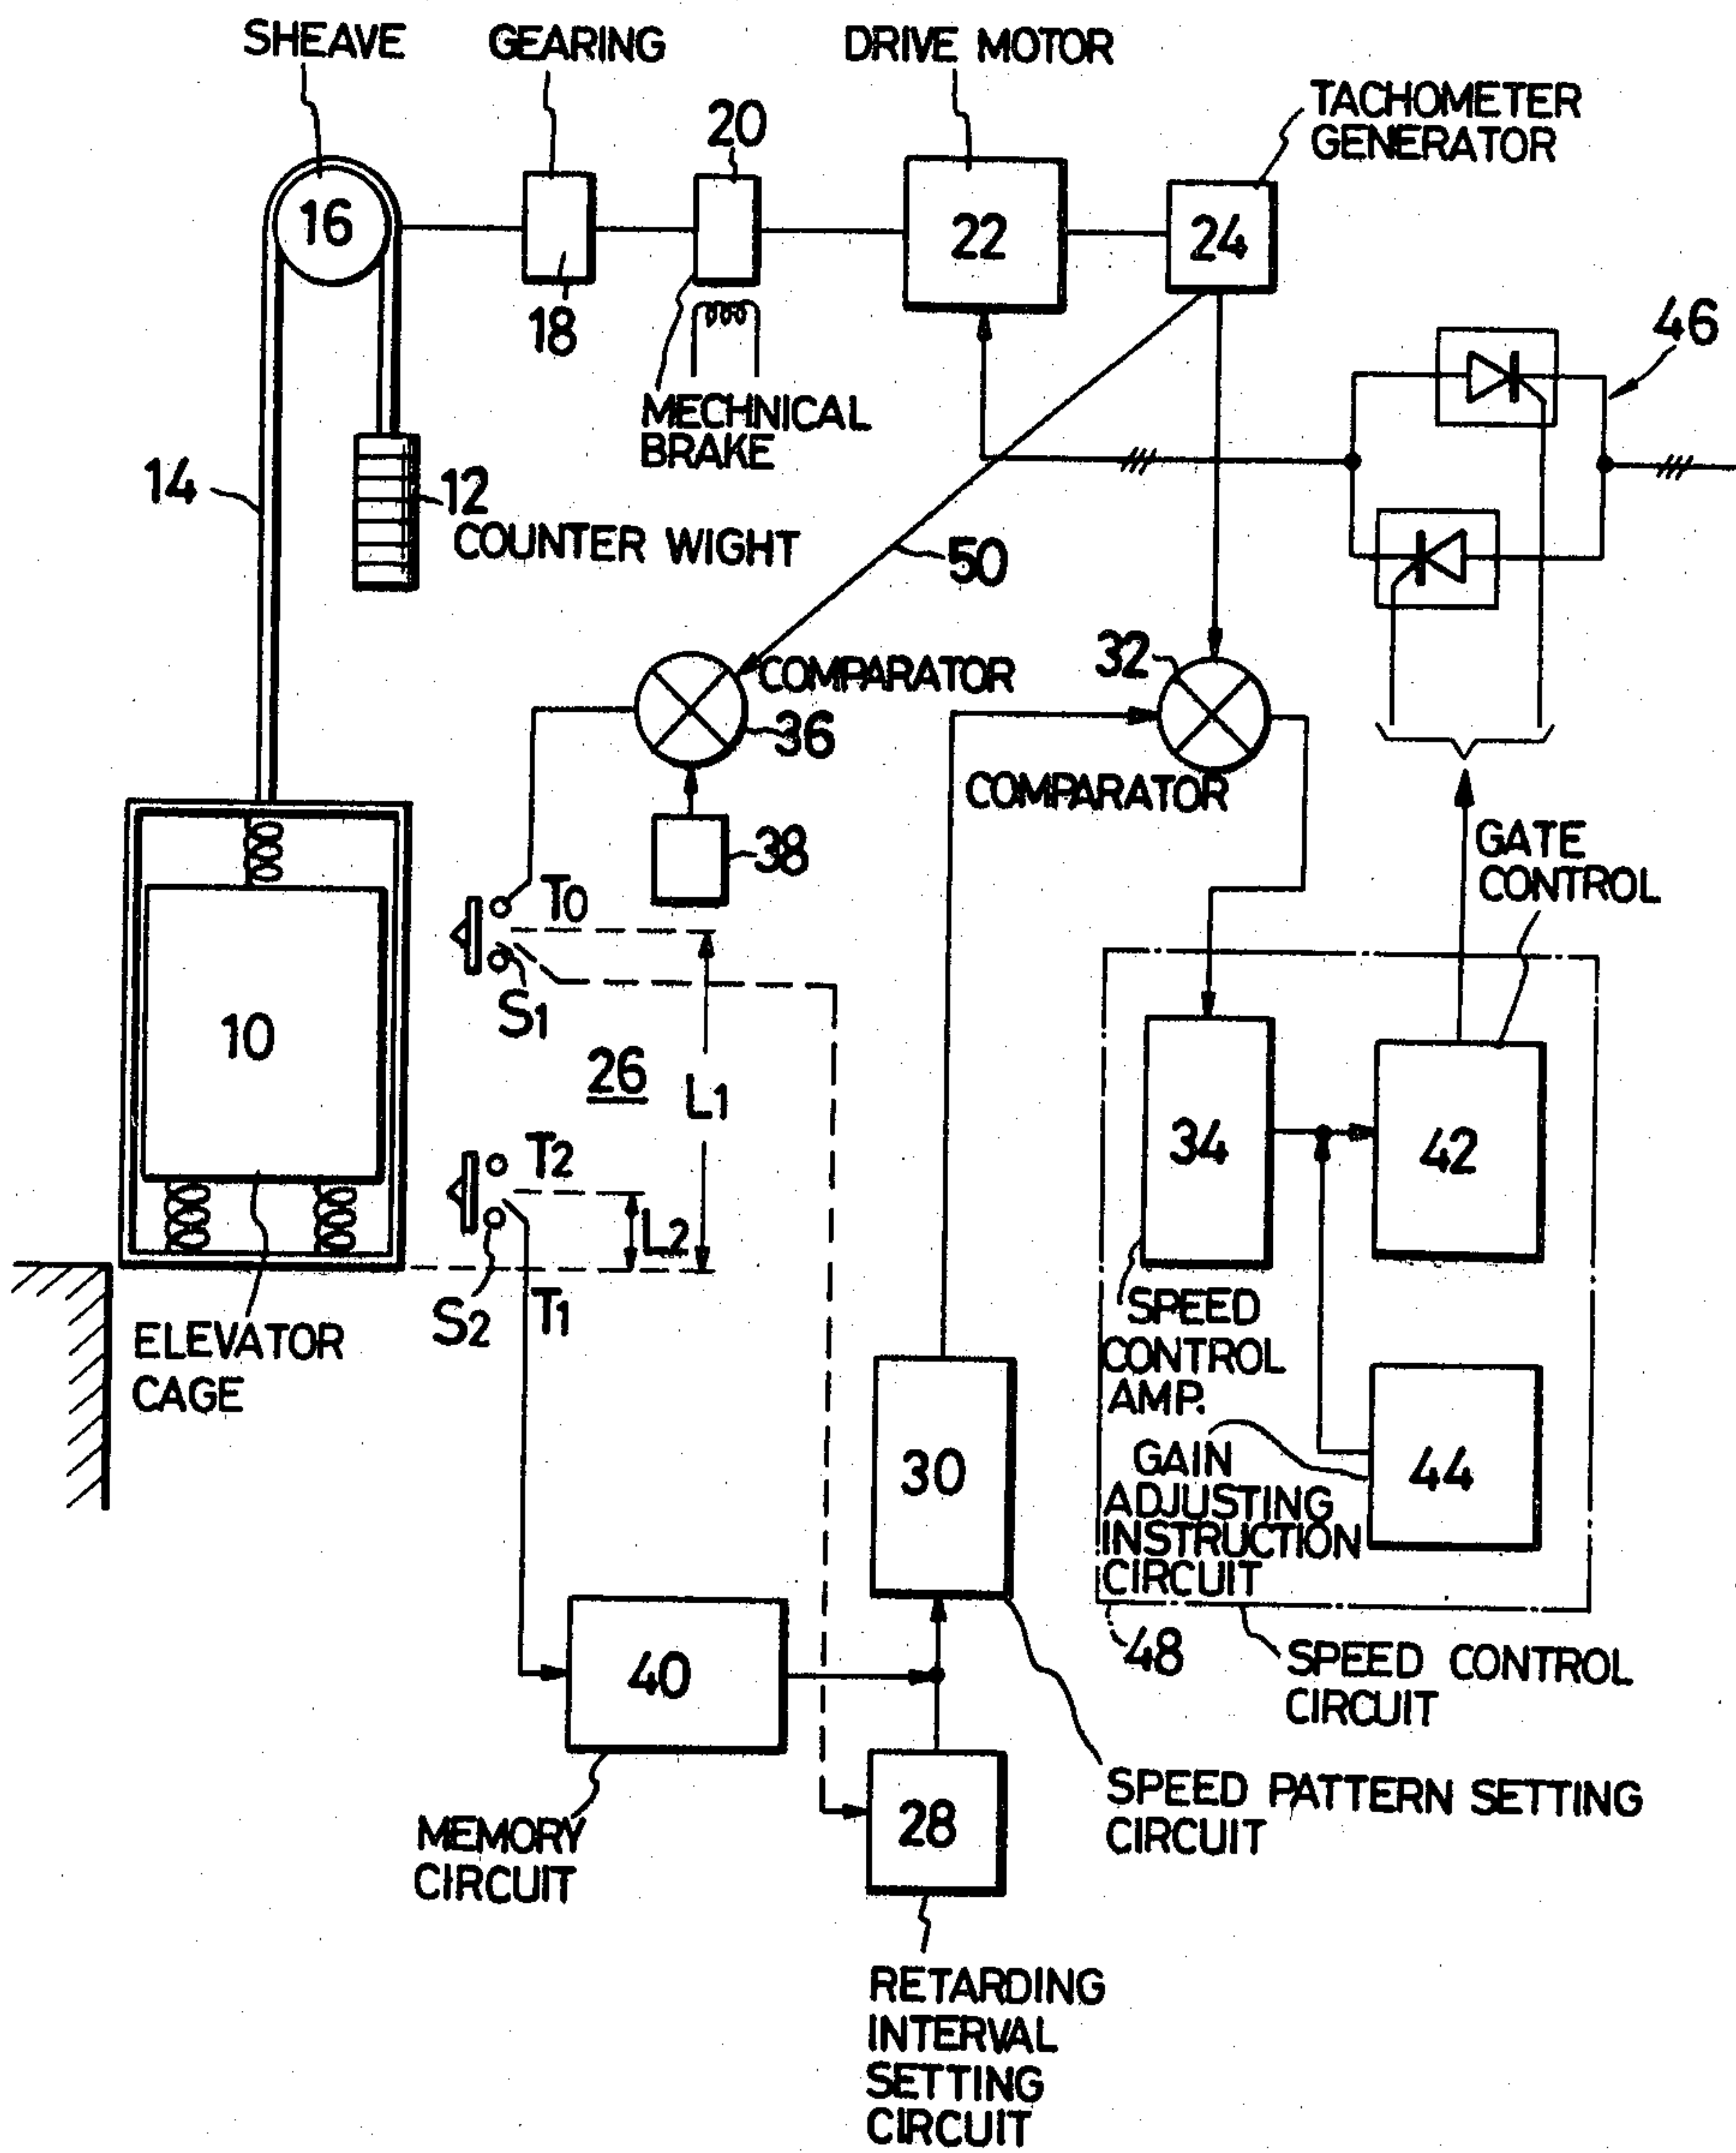 SHEAVE
GEARING
DRIVE MOTOR
TACHOMETER
GENERATOR
20
16
22
24
18
46
MECHNICAL
BRAKE
14
12
COUNTER WIGHT
50
32
COMPARATOR
36
COMPARATOR
38
GATE
CONTROL
T0
S1
10
26
L1
34
42
T2
L2
S2
T1
ELEVATOR
CAGE
SPEED
CONTROL
AMP.
30
GAIN
ADJUSTING
INSTRUCTION
CIRCUIT
44
40
48
SPEED CONTROL
CIRCUIT
28
SPEED PATTERN SETTING
CIRCUIT
MEMORY
CIRCUIT
RETARDING
INTERVAL
SETTING
CIRCUIT